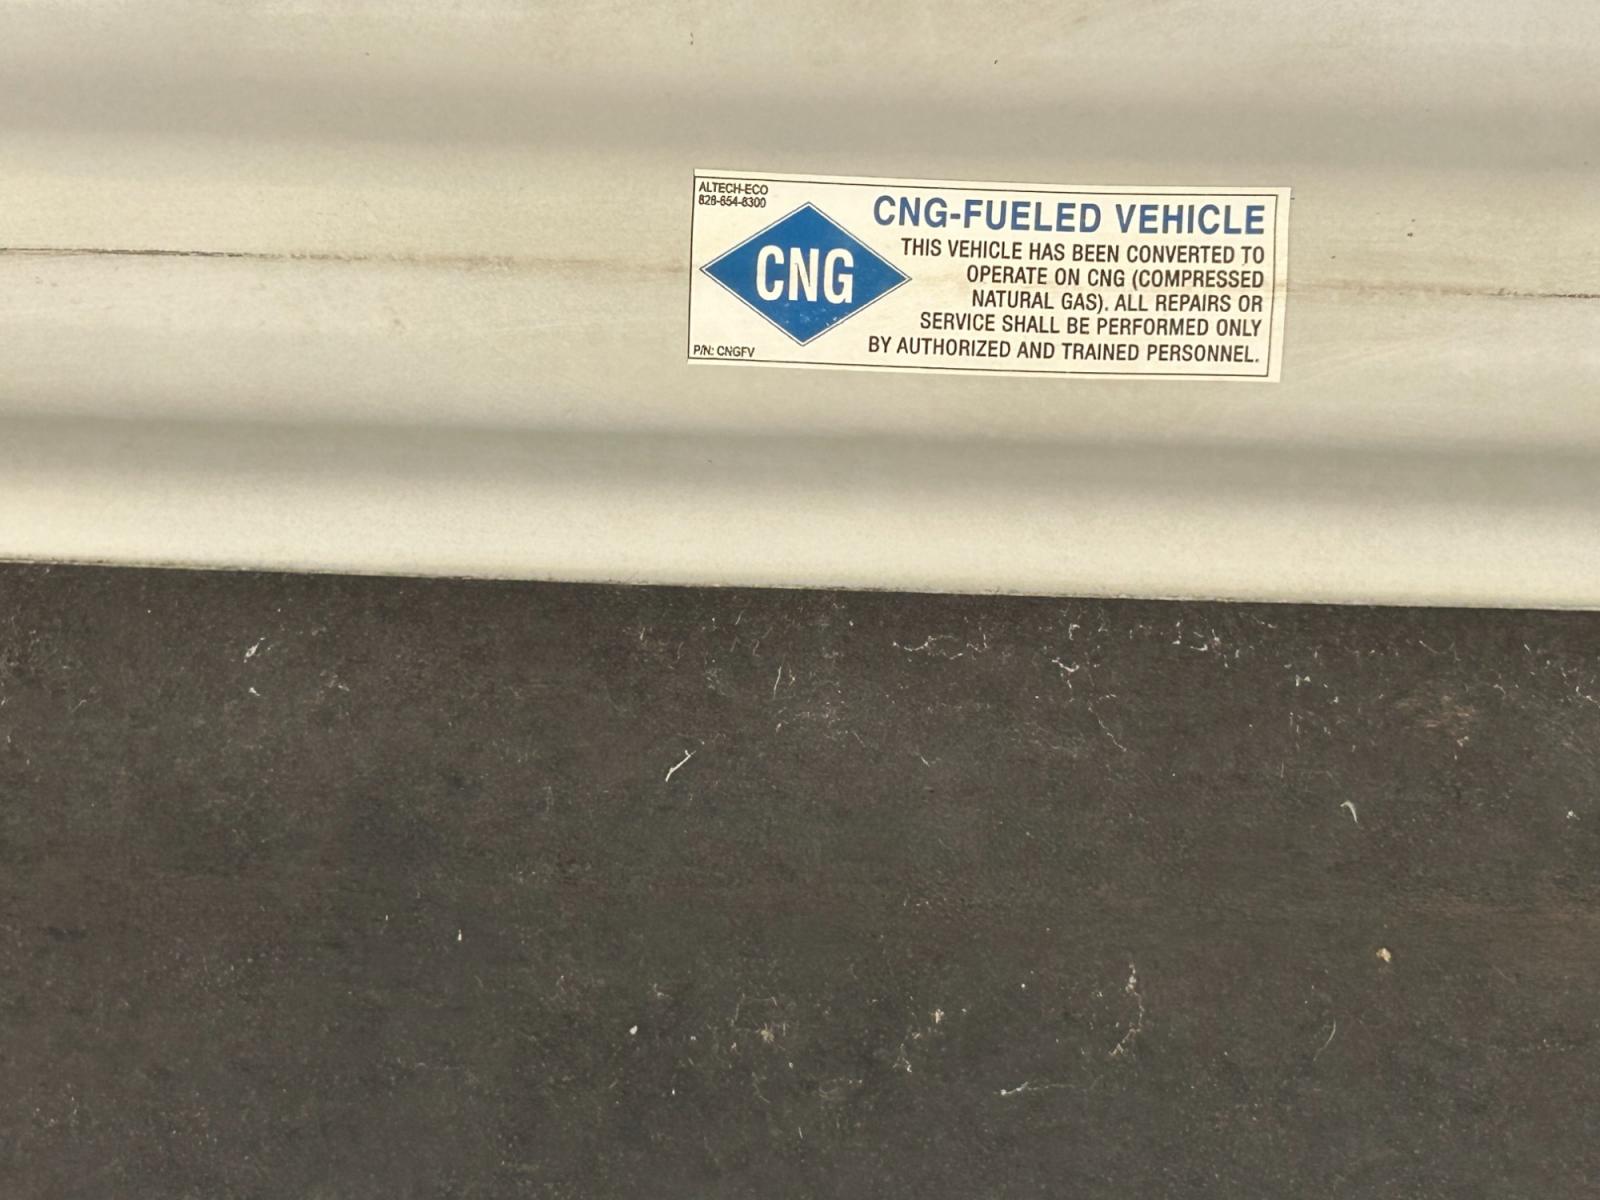 ALTECH-ECO
828-654-8300
CNG
P/N: CNGFV
CNG-FUELED VEHICLE
THIS VEHICLE HAS BEEN CONVERTED TO
OPERATE ON CNG (COMPRESSED
NATURAL GAS). ALL REPAIRS OR
SERVICE SHALL BE PERFORMED ONLY
BY AUTHORIZED AND TRAINED PERSONNEL.